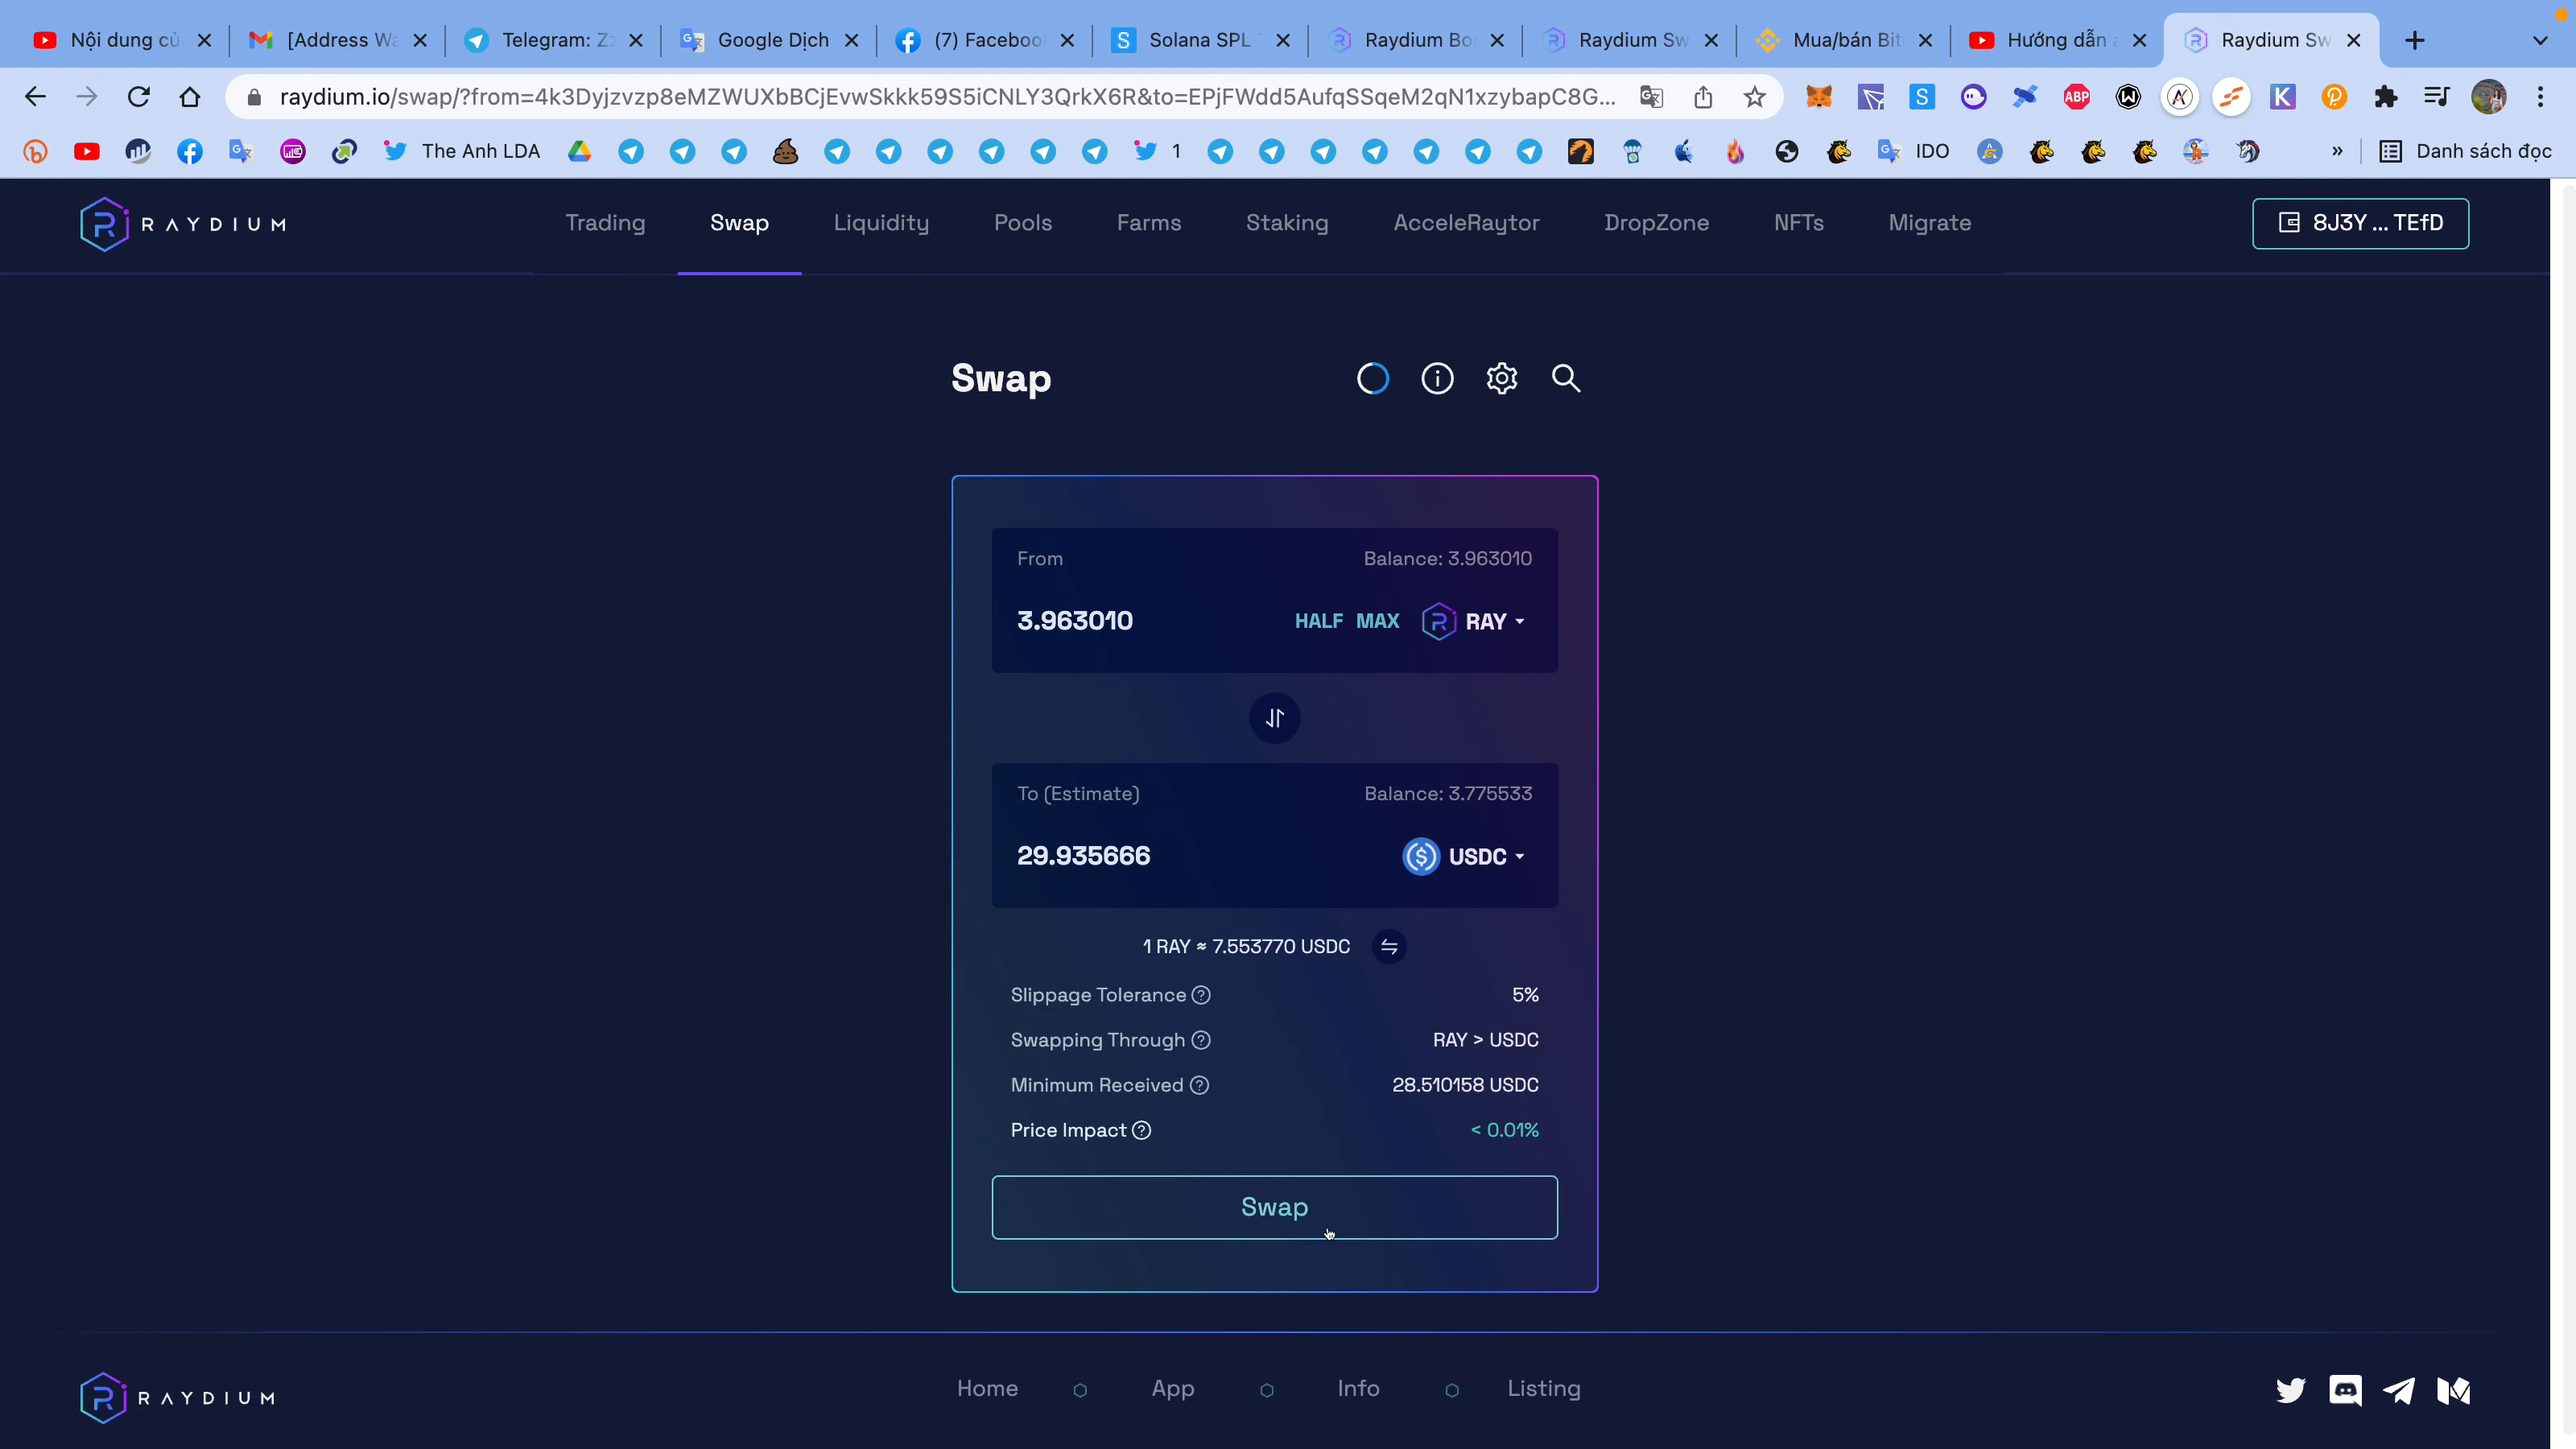 Nội dung củ
[Address Wa
Telegram: Zz
Google Dịch
(7) Facebook
Solana SPL T
Raydium Bo
Raydium Sw
Mua/bán Bit
Hướng dẫn
Raydium Sw
raydium.io/swap/?from=4k3Dyjzvzp8eMZWUXbBCjEvwSkkk59S5iCNLY3QrkX6R&to=EPjFWdd5AufqSSqeM2qN1xzybapC8G...
ABP
The Anh LDA
1
IDO
» Danh sách đọc
RAYDIUM
Trading
Swap
Liquidity
Pools
Farms
Staking
AcceleRaytor
DropZone
NFTs
Migrate
8J3Y ... TEfD
Swap
From
Balance: 3.963010
3.963010
HALF MAX RAY
To (Estimate)
Balance: 3.775533
29.935666
USDC
1 RAY ≈ 7.553770 USDC
Slippage Tolerance
5%
Swapping Through
RAY > USDC
Minimum Received
28.510158 USDC
Price Impact
< 0.01%
Swap
RAYDIUM
Home
App
Info
Listing